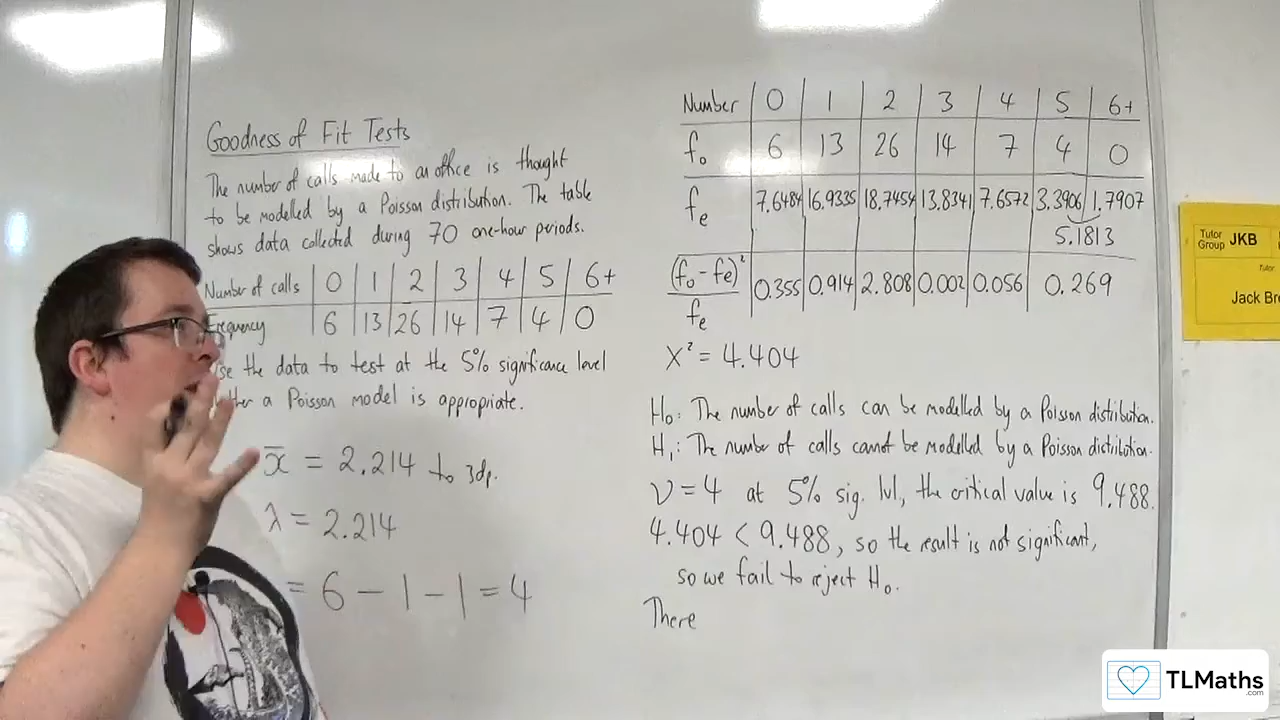 Goodness of Fit Tests
The number of calls made to an office is thought
to be modelled by a Poisson distribution. The table
shows data collected during 70 one-hour periods.
Number of calls | 0 | 1 | 2 | 3 | 4 | 5 | 6+
Frequency | 6 | 13 | 26 | 14 | 7 | 4 | 0
the data to test at the 5% significance level
a Poisson model is appropriate.
x̄ = 2.214 to 3dp.
λ = 2.214
= 6 - 1 - 1 = 4
Number | 0 | 1 | 2 | 3 | 4 | 5 | 6+
fo | 6 | 13 | 26 | 14 | 7 | 4 | 0
fe | 7.6484 | 16.9335 | 18.7454 | 13.8341 | 7.6572 | 3.3906 | 1.7907
5.1813
(fo - fe)²/fe | 0.355 | 0.914 | 2.808 | 0.002 | 0.056 | 0.269
X² = 4.404
H₀: The number of calls can be modelled by a Poisson distribution.
H₁: The number of calls cannot be modelled by a Poisson distribution.
ν = 4 at 5% sig. lvl, the critical value is 9.488.
4.404 < 9.488, so the result is not significant,
so we fail to reject H₀.
There
Tutor
Group JKB
Tutor
Jack
TLMaths
.com